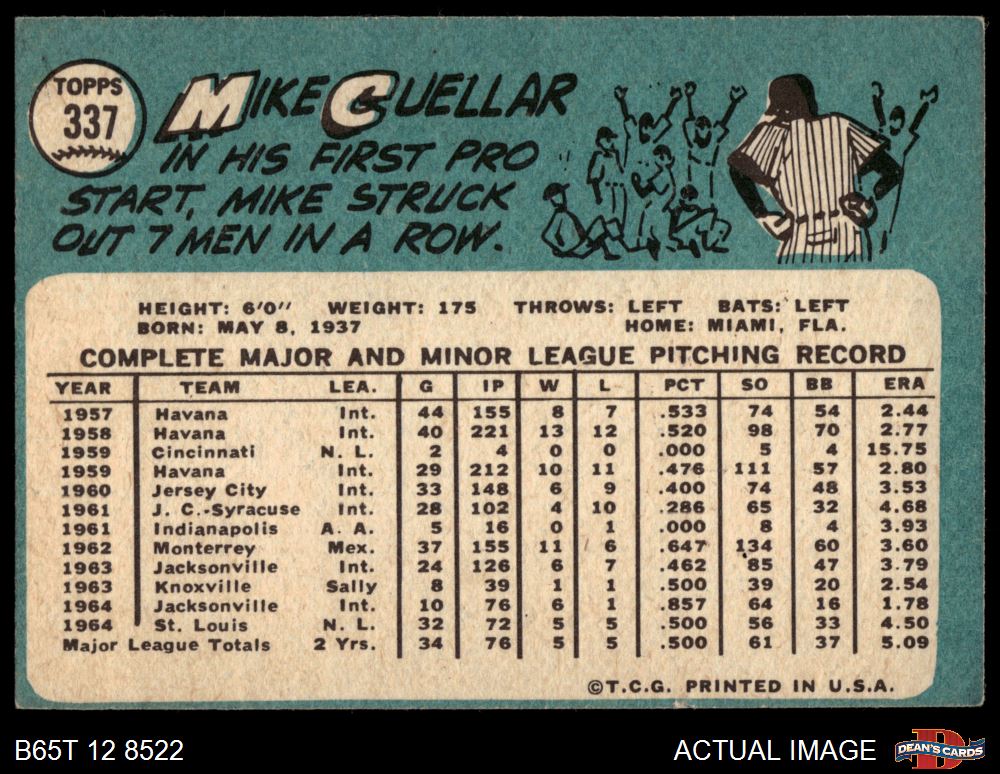 TOPPS
337
MIKE GUELLAR
IN HIS FIRST PRO
START, MIKE STRUCK
OUT 7 MEN IN A ROW.
HEIGHT: 6'0" WEIGHT: 175 THROWS: LEFT BATS: LEFT
BORN: MAY 8, 1937 HOME: MIAMI, FLA.
COMPLETE MAJOR AND MINOR LEAGUE PITCHING RECORD
YEAR TEAM LEA. G IP W L PCT SO BB ERA
1957 Havana Int. 44 155 8 7 .533 74 54 2.44
1958 Havana Int. 40 221 13 12 .520 98 70 2.77
1959 Cincinnati N. L. 2 4 0 0 .000 5 4 15.75
1959 Havana Int. 29 212 10 11 .476 111 57 2.80
1960 Jersey City Int. 33 148 6 9 .400 74 48 3.53
1961 J. C.-Syracuse Int. 28 102 4 10 .286 65 32 4.68
1961 Indianapolis A. A. 5 16 0 1 .000 8 4 3.93
1962 Monterrey Mex. 37 155 11 6 .647 134 60 3.60
1963 Jacksonville Int. 24 126 6 7 .462 85 47 3.79
1963 Knoxville Sally 8 39 1 1 .500 39 20 2.54
1964 Jacksonville Int. 10 76 6 1 .857 64 16 1.78
1964 St. Louis N. L. 32 72 5 5 .500 56 33 4.50
Major League Totals 2 Yrs. 34 76 5 5 .500 61 37 5.09
©T.C.G. PRINTED IN U.S.A.
B65T 12 8522 ACTUAL IMAGE DEAN'S CARDS